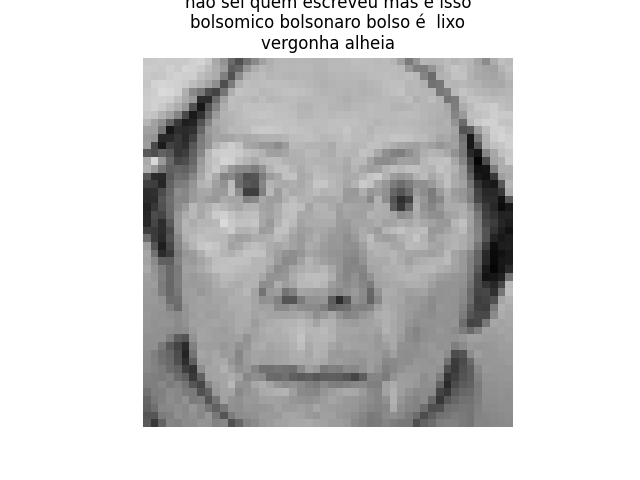 não sei quem escreveu mas é isso
bolsomico bolsonaro bolso é  lixo
vergonha alheia